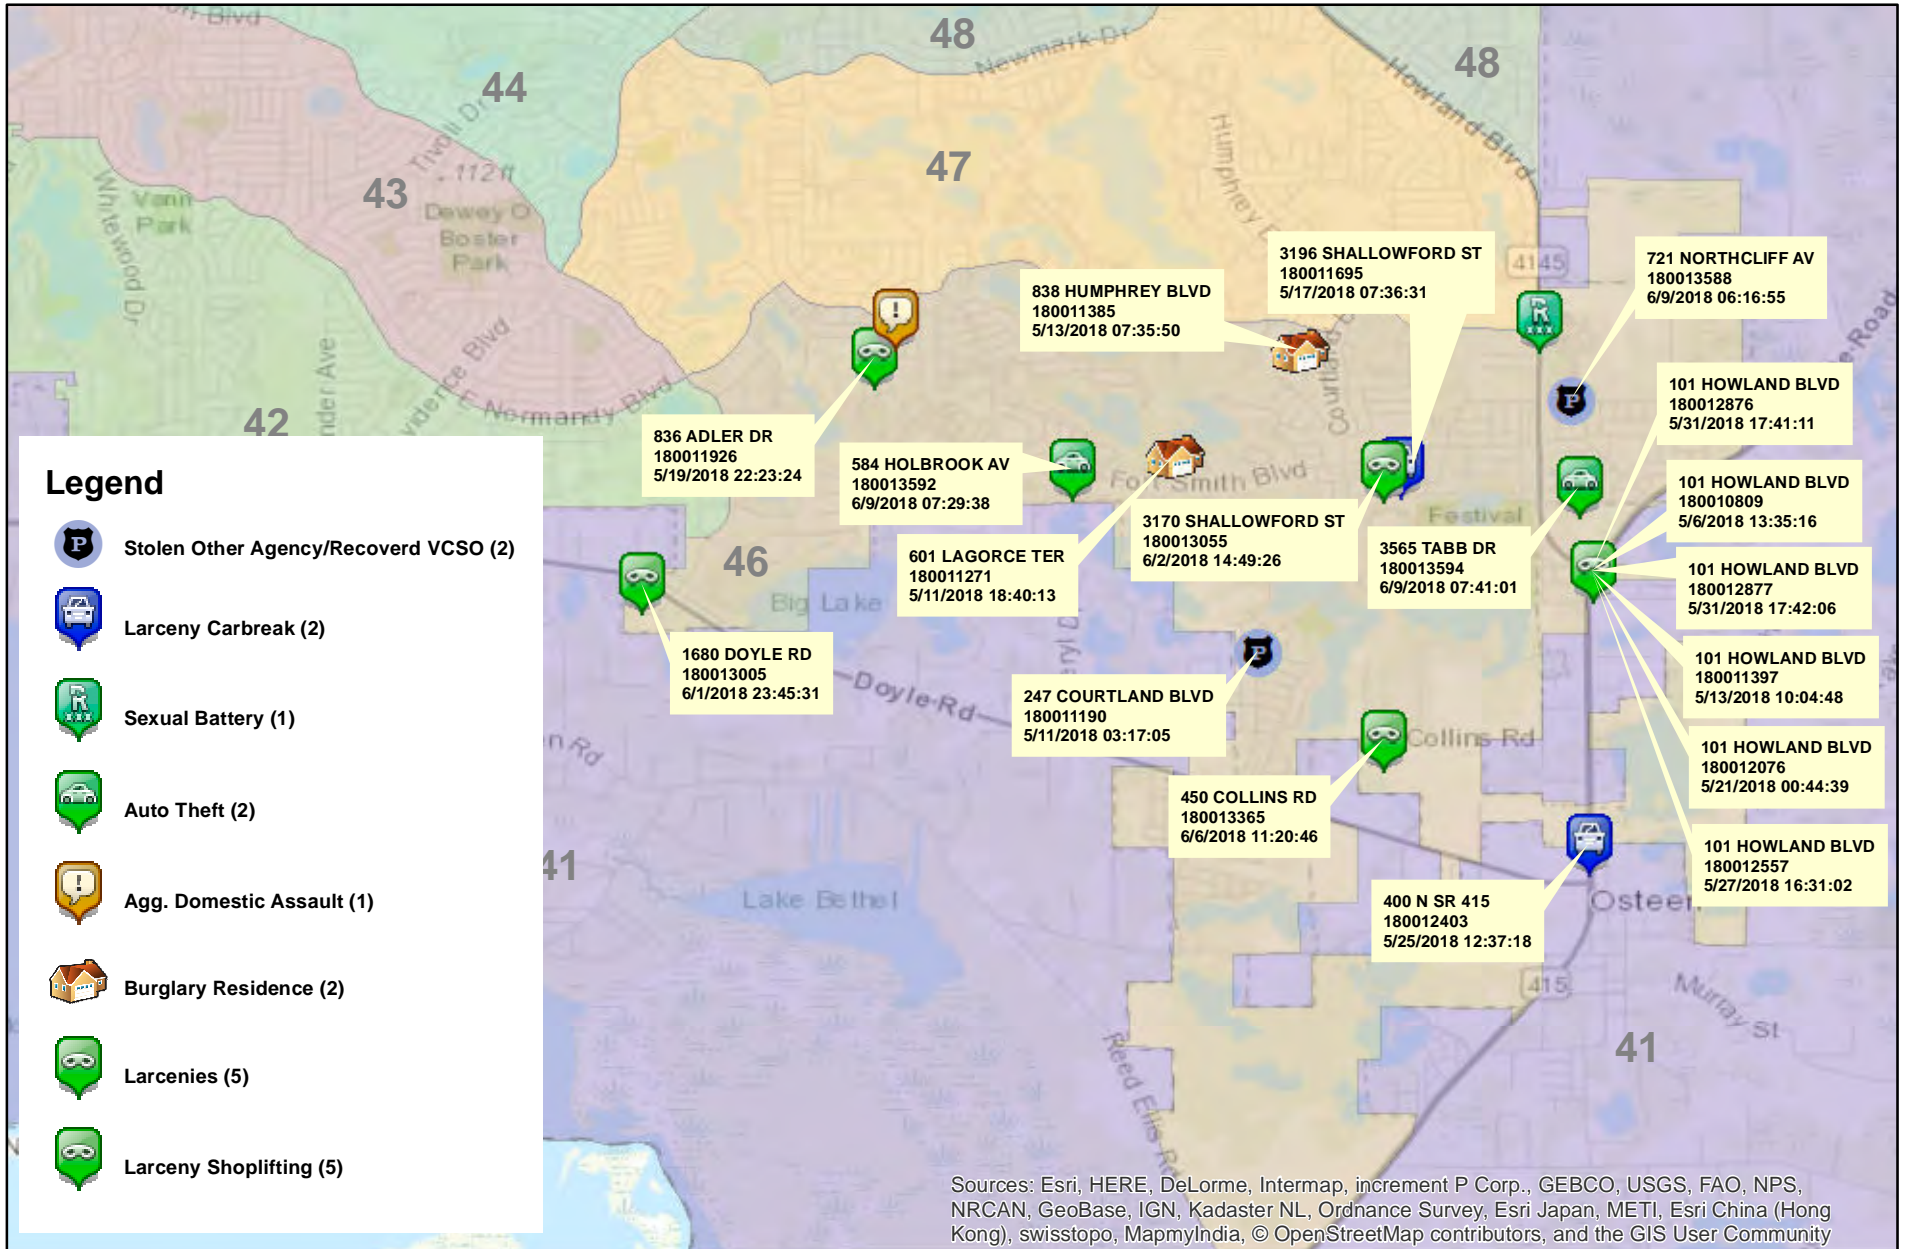 48
48
44
47
43
42
46
41
41
Newmark Dr
Howland Blvd
Tivoli Dr
112 ft
Vann
Park
Whitewood Dr
Dewey O
Boster
Park
E Normandy Blvd
Humphrey
4145
Fort Smith Blvd
Festival
Big Lake
Doyle Rd
Collins Rd
Lake Bethel
Osteen
415
Murray St
Reed Ellis Rd
3196 SHALLOWFORD ST
180011695
5/17/2018 07:36:31
721 NORTHCLIFF AV
180013588
6/9/2018 06:16:55
838 HUMPHREY BLVD
180011385
5/13/2018 07:35:50
101 HOWLAND BLVD
180012876
5/31/2018 17:41:11
836 ADLER DR
180011926
5/19/2018 22:23:24
584 HOLBROOK AV
180013592
6/9/2018 07:29:38
101 HOWLAND BLVD
180010809
5/6/2018 13:35:16
3170 SHALLOWFORD ST
180013055
6/2/2018 14:49:26
3565 TABB DR
180013594
6/9/2018 07:41:01
601 LAGORCE TER
180011271
5/11/2018 18:40:13
101 HOWLAND BLVD
180012877
5/31/2018 17:42:06
1680 DOYLE RD
180013005
6/1/2018 23:45:31
101 HOWLAND BLVD
180011397
5/13/2018 10:04:48
247 COURTLAND BLVD
180011190
5/11/2018 03:17:05
101 HOWLAND BLVD
180012076
5/21/2018 00:44:39
450 COLLINS RD
180013365
6/6/2018 11:20:46
101 HOWLAND BLVD
180012557
5/27/2018 16:31:02
400 N SR 415
180012403
5/25/2018 12:37:18
Legend
Stolen Other Agency/Recoverd VCSO (2)
Larceny Carbreak (2)
Sexual Battery (1)
Auto Theft (2)
Agg. Domestic Assault (1)
Burglary Residence (2)
Larcenies (5)
Larceny Shoplifting (5)
Sources: Esri, HERE, DeLorme, Intermap, increment P Corp., GEBCO, USGS, FAO, NPS,
NRCAN, GeoBase, IGN, Kadaster NL, Ordnance Survey, Esri Japan, METI, Esri China (Hong
Kong), swisstopo, MapmyIndia, © OpenStreetMap contributors, and the GIS User Community